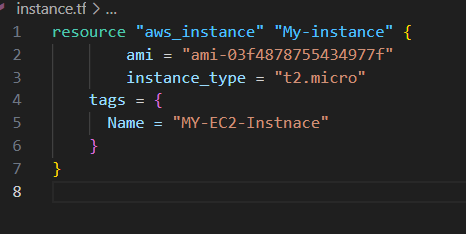 instance.tf > ...
1 resource "aws_instance" "My-instance" {
2 ami = "ami-03f4878755434977f"
3 instance_type = "t2.micro"
4 tags = {
5 Name = "MY-EC2-Instnace"
6 }
7 }
8